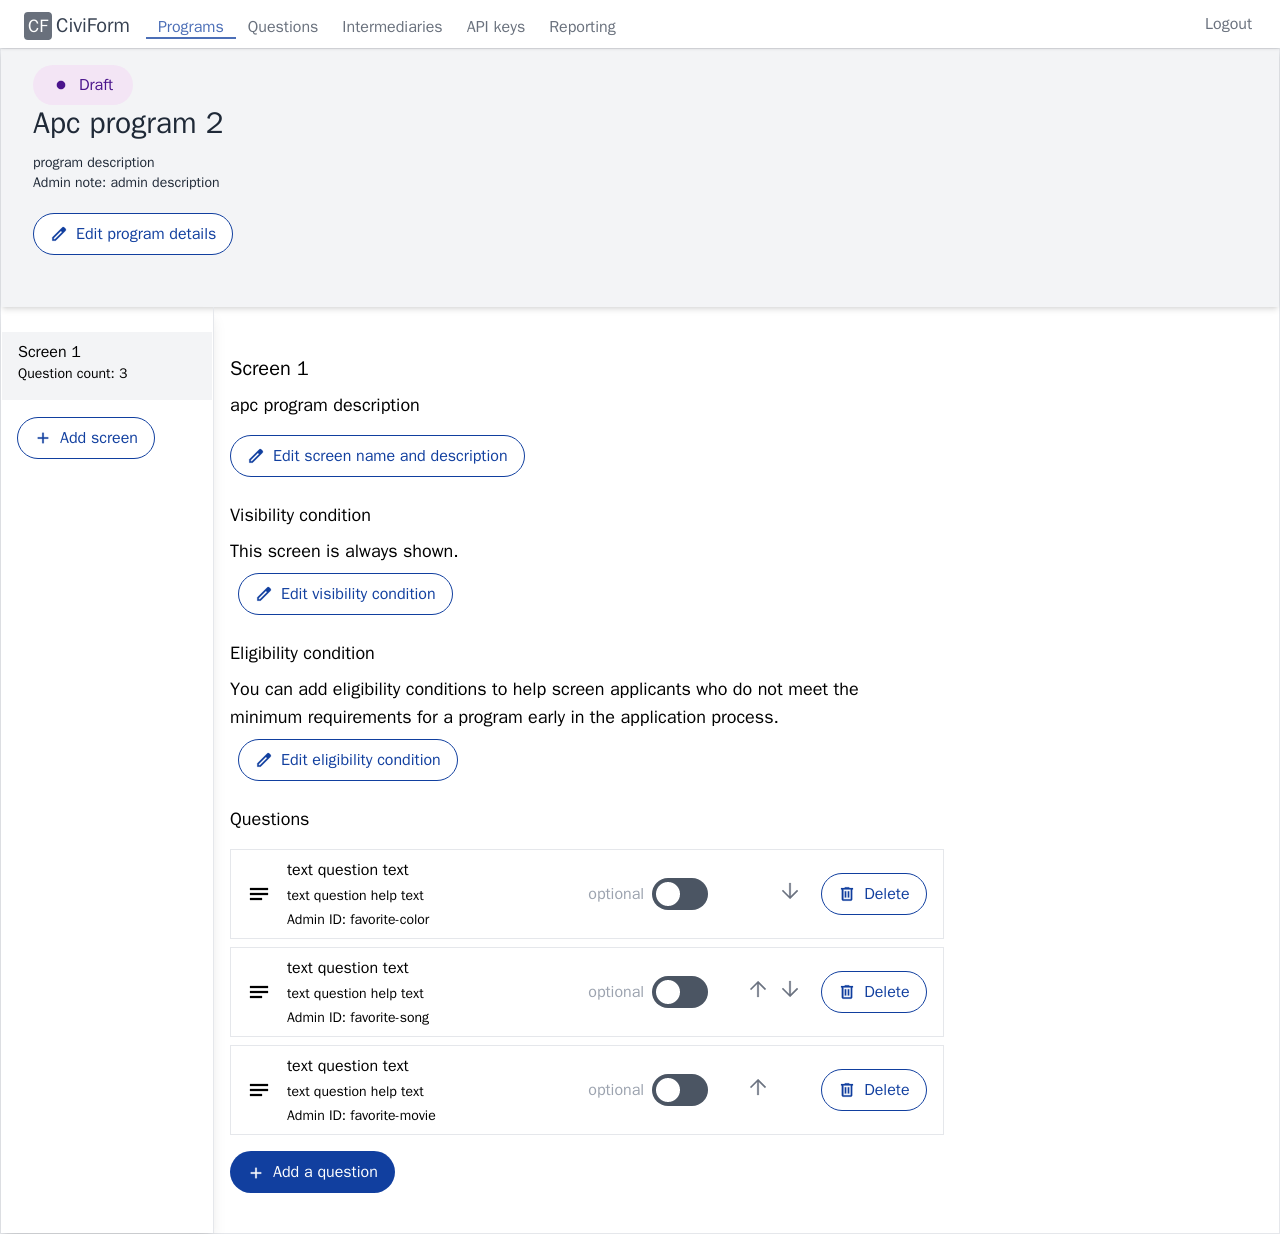 CF CiviForm Programs Questions Intermediaries API keys Reporting Logout
Draft
Apc program 2
program description
Admin note: admin description
Edit program details
Screen 1
Question count: 3
Add screen
Screen 1
apc program description
Edit screen name and description
Visibility condition
This screen is always shown.
Edit visibility condition
Eligibility condition
You can add eligibility conditions to help screen applicants who do not meet the
minimum requirements for a program early in the application process.
Edit eligibility condition
Questions
text question text
text question help text
Admin ID: favorite-color
optional
Delete
text question text
text question help text
Admin ID: favorite-song
optional
Delete
text question text
text question help text
Admin ID: favorite-movie
optional
Delete
Add a question